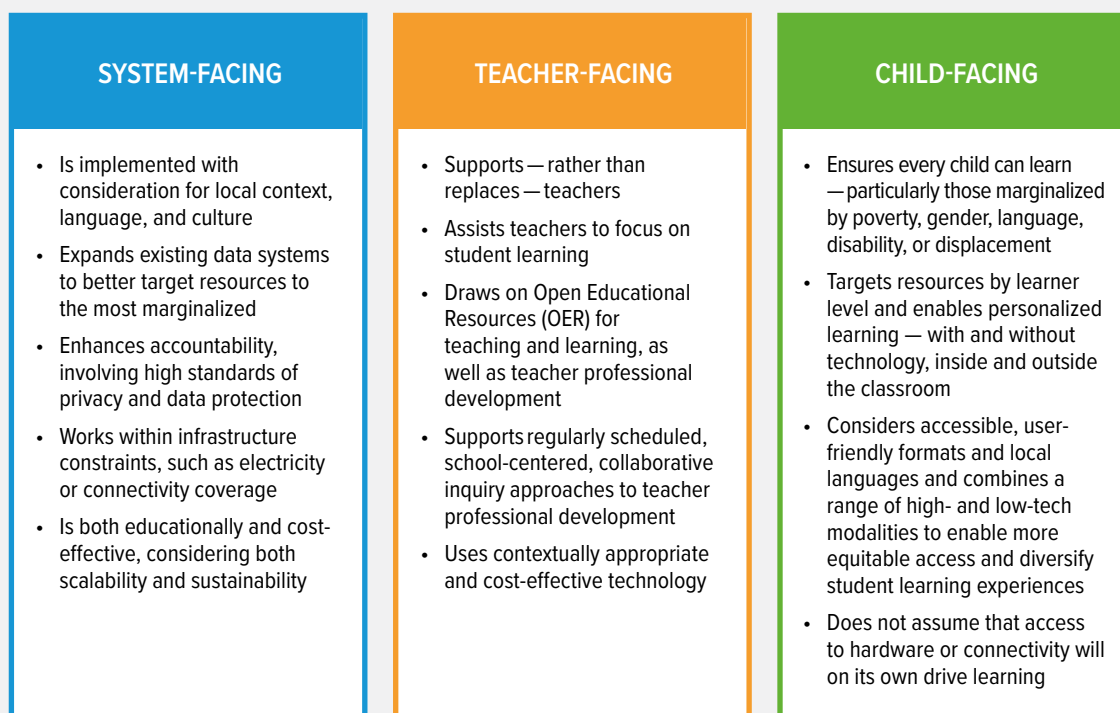 SYSTEM-FACING
• Is implemented with
consideration for local context,
language, and culture
• Expands existing data systems
to better target resources to
the most marginalized
• Enhances accountability,
involving high standards of
privacy and data protection
• Works within infrastructure
constraints, such as electricity
or connectivity coverage
• Is both educationally and cost-
effective, considering both
scalability and sustainability
TEACHER-FACING
• Supports — rather than
replaces — teachers
• Assists teachers to focus on
student learning
• Draws on Open Educational
Resources (OER) for
teaching and learning, as
well as teacher professional
development
• Supports regularly scheduled,
school-centered, collaborative
inquiry approaches to teacher
professional development
• Uses contextually appropriate
and cost-effective technology
CHILD-FACING
• Ensures every child can learn
— particularly those marginalized
by poverty, gender, language,
disability, or displacement
• Targets resources by learner
level and enables personalized
learning — with and without
technology, inside and outside
the classroom
• Considers accessible, user-
friendly formats and local
languages and combines a
range of high- and low-tech
modalities to enable more
equitable access and diversify
student learning experiences
• Does not assume that access
to hardware or connectivity will
on its own drive learning